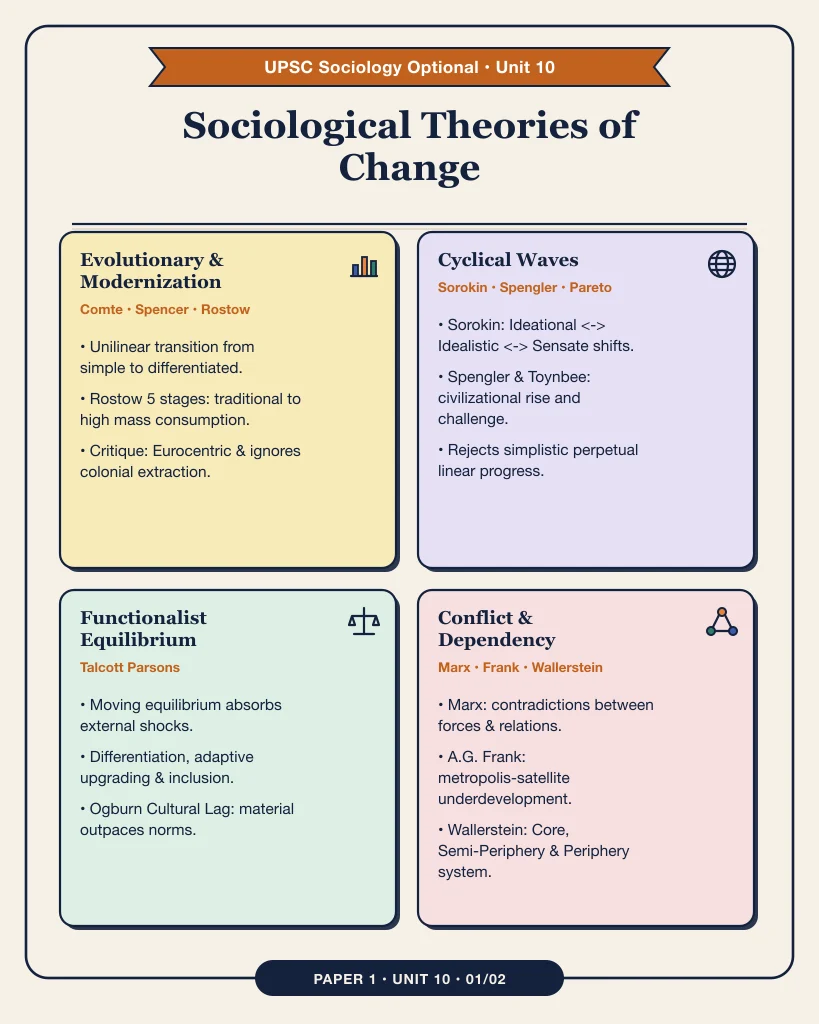 UPSC Sociology Optional • Unit 10
Sociological Theories of
Change
Evolutionary &
Modernization
Comte • Spencer • Rostow
• Unilinear transition from
simple to differentiated.
• Rostow 5 stages: traditional to
high mass consumption.
• Critique: Eurocentric & ignores
colonial extraction.
Cyclical Waves
Sorokin • Spengler • Pareto
• Sorokin: Ideational <->
Idealistic <-> Sensate shifts.
• Spengler & Toynbee:
civilizational rise and
challenge.
• Rejects simplistic perpetual
linear progress.
Functionalist
Equilibrium
Talcott Parsons
• Moving equilibrium absorbs
external shocks.
• Differentiation, adaptive
upgrading & inclusion.
• Ogburn Cultural Lag: material
outpaces norms.
Conflict &
Dependency
Marx • Frank • Wallerstein
• Marx: contradictions between
forces & relations.
• A.G. Frank:
metropolis-satellite
underdevelopment.
• Wallerstein: Core,
Semi-Periphery & Periphery
system.
PAPER 1 • UNIT 10 • 01/02